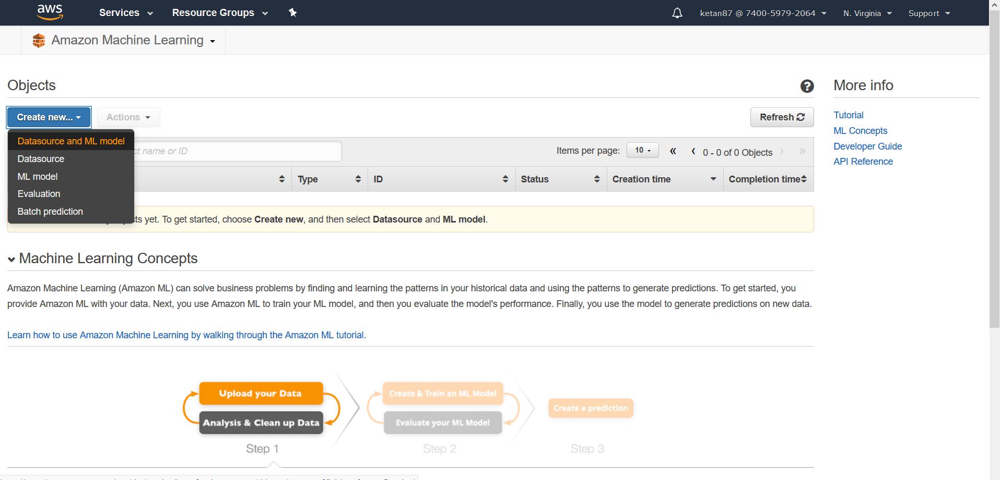 aws Services Resource Groups ketan87 @ 7400-5979-2064 N. Virginia Support
Amazon Machine Learning
Objects
Create new... Actions Refresh
Datasource and ML model
Datasource
ML model
Evaluation
Batch prediction
name or ID Items per page: 10 « ‹ 0 - 0 of 0 Objects › »
Type ID Status Creation time Completion time
yet. To get started, choose Create new, and then select Datasource and ML model.
Machine Learning Concepts
Amazon Machine Learning (Amazon ML) can solve business problems by finding and learning the patterns in your historical data and using the patterns to generate predictions. To get started, you
provide Amazon ML with your data. Next, you use Amazon ML to train your ML model, and then you evaluate the model's performance. Finally, you use the model to generate predictions on new data.
Learn how to use Amazon Machine Learning by walking through the Amazon ML tutorial.
Upload your Data
Analysis & Clean up Data
Step 1
Create & Train an ML Model
Evaluate your ML Model
Step 2
Create a prediction
Step 3
More info
Tutorial
ML Concepts
Developer Guide
API Reference